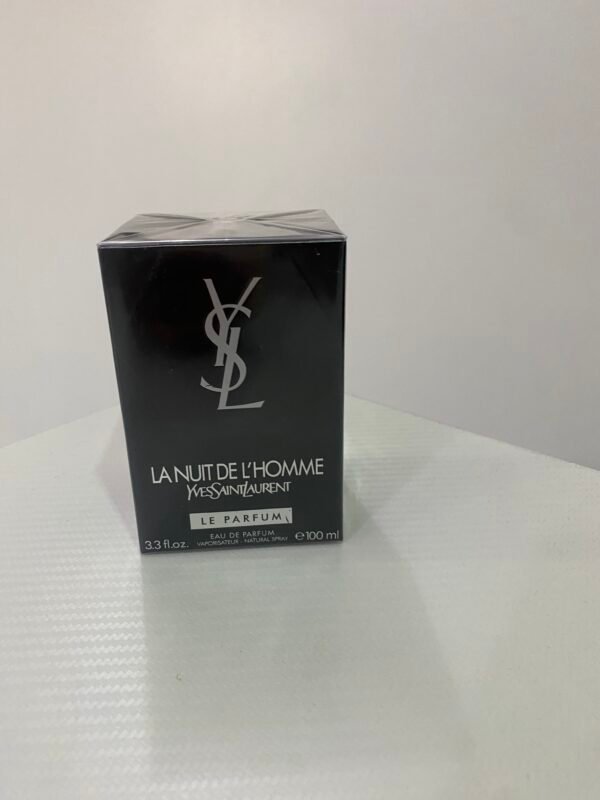 YSL
LA NUIT DE L'HOMME
YVESSAINTLAURENT
LE PARFUM
EAU DE PARFUM
3.3 fl.oz. VAPORISATEUR - NATURAL SPRAY ℮100 ml